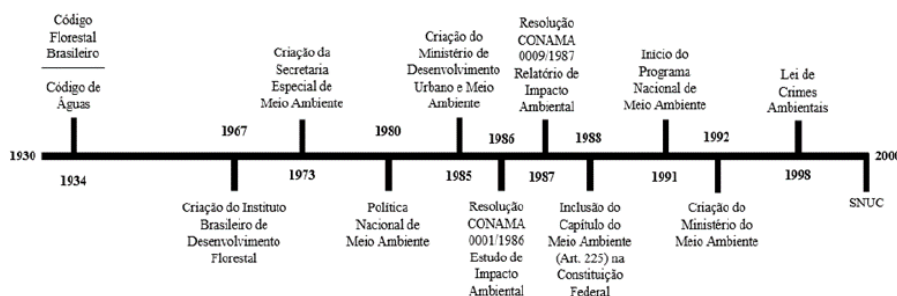 Código
Florestal
Brasileiro
Código de
Águas
1934
1930
1967
Criação do Instituto
Brasileiro de
Desenvolvimento
Florestal
Criação da
Secretaria
Especial de
Meio Ambiente
1973
1980
Política
Nacional de
Meio Ambiente
Criação do
Ministério de
Desenvolvimento
Urbano e Meio
Ambiente
1985
1986
Resolução
CONAMA
0001/1986
Estudo de
Impacto
Ambiental
Resolução
CONAMA
0009/1987
Relatório de
Impacto
Ambiental
1987
1988
Inclusão do
Capítulo do
Meio Ambiente
(Art. 225) na
Constituição
Federal
Início do
Programa
Nacional de
Meio Ambiente
1991
1992
Criação do
Ministério do
Meio Ambiente
Lei de
Crimes
Ambientais
1998
2000
SNUC